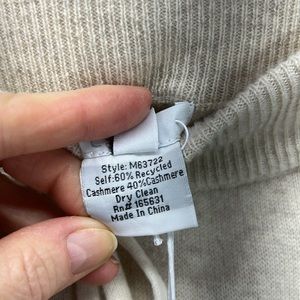 Style: M63722
Self:60% Recycled
Cashmere 40%Cashmere
Dry Clean
Rn# 165631
Made In China